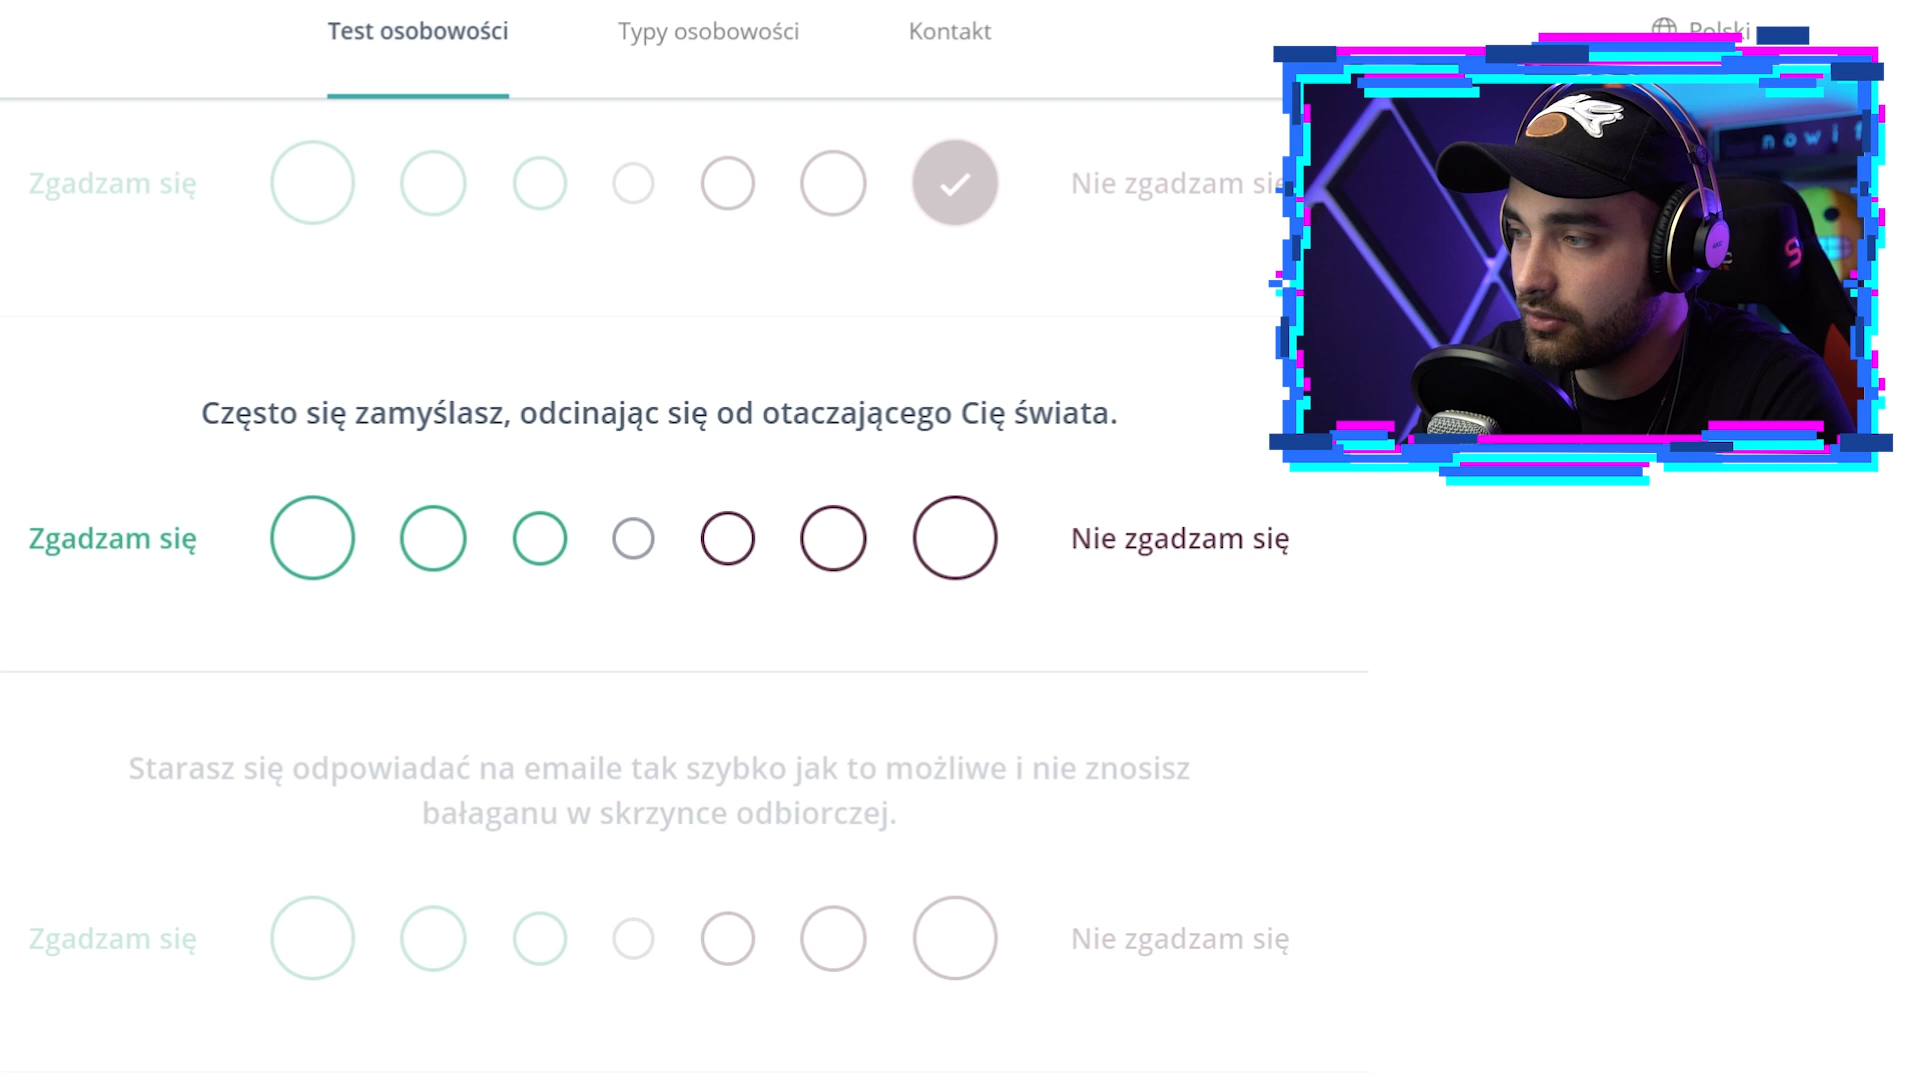 Test osobowości
Typy osobowości
Kontakt
Polski
Zgadzam się
Nie zgadzam się
Często się zamyślasz, odcinając się od otaczającego Cię świata.
Zgadzam się
Nie zgadzam się
Starasz się odpowiadać na emaile tak szybko jak to możliwe i nie znosisz
bałaganu w skrzynce odbiorczej.
Zgadzam się
Nie zgadzam się